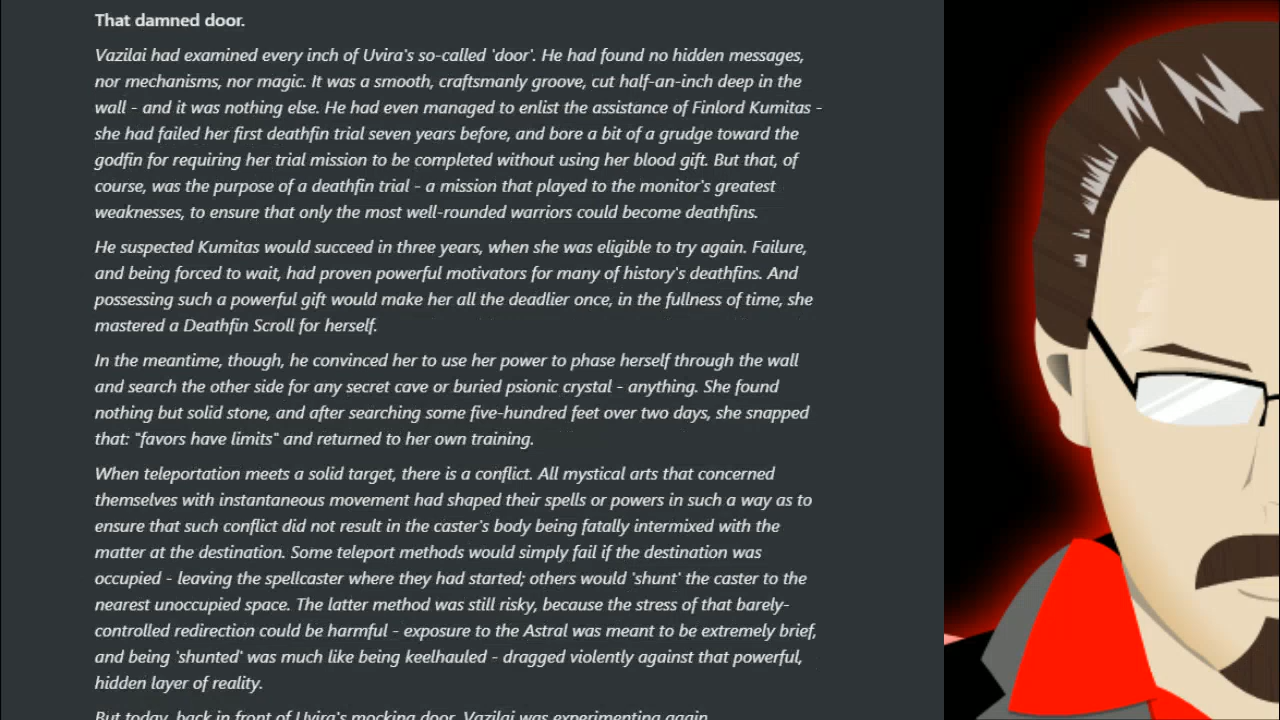 That damned door.
Vazilai had examined every inch of Uvira's so-called 'door'. He had found no hidden messages,
nor mechanisms, nor magic. It was a smooth, craftsmanly groove, cut half-an-inch deep in the
wall - and it was nothing else. He had even managed to enlist the assistance of Finlord Kumitas -
she had failed her first deathfin trial seven years before, and bore a bit of a grudge toward the
godfin for requiring her trial mission to be completed without using her blood gift. But that, of
course, was the purpose of a deathfin trial - a mission that played to the monitor's greatest
weaknesses, to ensure that only the most well-rounded warriors could become deathfins.
He suspected Kumitas would succeed in three years, when she was eligible to try again. Failure,
and being forced to wait, had proven powerful motivators for many of history's deathfins. And
possessing such a powerful gift would make her all the deadlier once, in the fullness of time, she
mastered a Deathfin Scroll for herself.
In the meantime, though, he convinced her to use her power to phase herself through the wall
and search the other side for any secret cave or buried psionic crystal - anything. She found
nothing but solid stone, and after searching some five-hundred feet over two days, she snapped
that: "favors have limits" and returned to her own training.
When teleportation meets a solid target, there is a conflict. All mystical arts that concerned
themselves with instantaneous movement had shaped their spells or powers in such a way as to
ensure that such conflict did not result in the caster's body being fatally intermixed with the
matter at the destination. Some teleport methods would simply fail if the destination was
occupied - leaving the spellcaster where they had started; others would 'shunt' the caster to the
nearest unoccupied space. The latter method was still risky, because the stress of that barely-
controlled redirection could be harmful - exposure to the Astral was meant to be extremely brief,
and being 'shunted' was much like being keelhauled - dragged violently against that powerful,
hidden layer of reality.
But today, back in front of Uvira's mocking door, Vazilai was experimenting again.